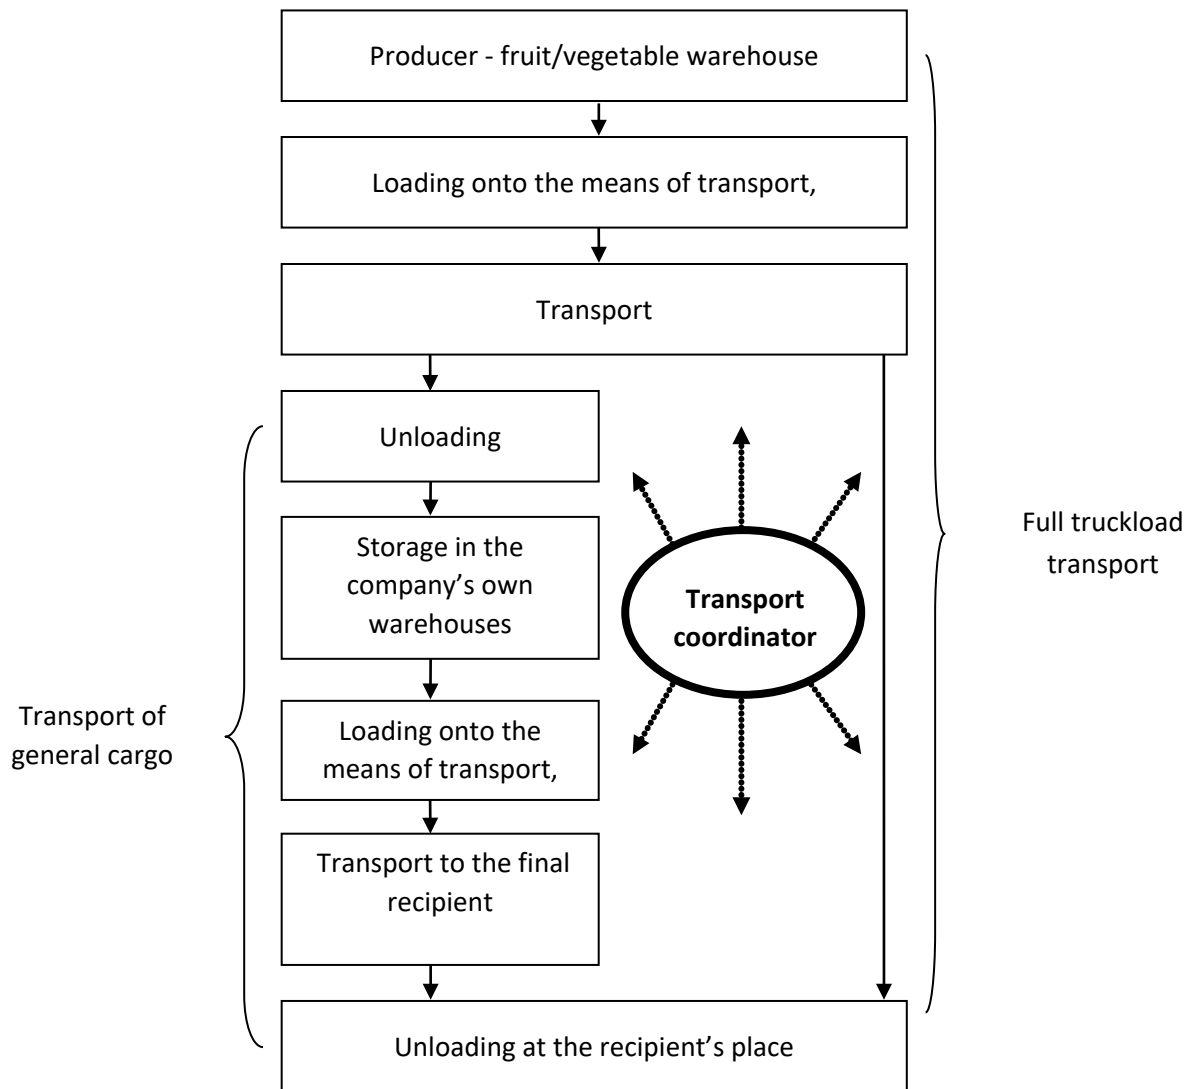 Producer - fruit/vegetable warehouse
Loading onto the means of transport,
Transport
Unloading
Storage in the
company’s own
warehouses
Loading onto the
means of transport,
Transport to the final
recipient
Unloading at the recipient’s place
Transport of
general cargo
Transport
coordinator
Full truckload
transport